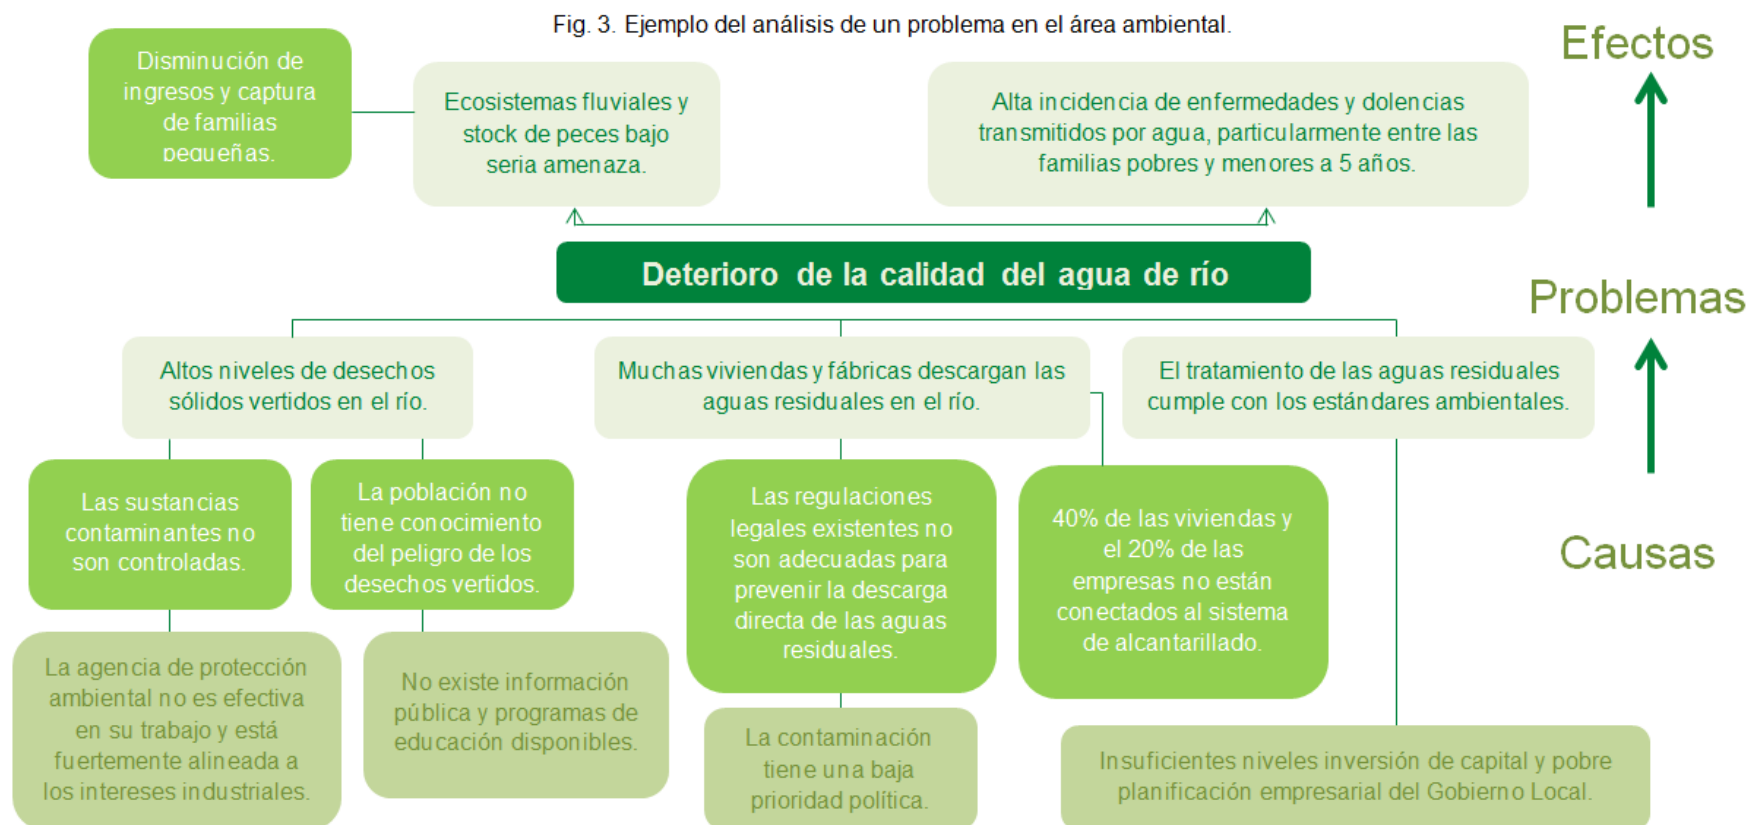 Fig. 3. Ejemplo del análisis de un problema en el área ambiental.
Efectos
Disminución de
ingresos y captura
de familias
pequeñas.
Ecosistemas fluviales y
stock de peces bajo
seria amenaza.
Alta incidencia de enfermedades y dolencias
transmitidos por agua, particularmente entre las
familias pobres y menores a 5 años.
Deterioro de la calidad del agua de río
Problemas
Altos niveles de desechos
sólidos vertidos en el río.
Muchas viviendas y fábricas descargan las
aguas residuales en el río.
El tratamiento de las aguas residuales
cumple con los estándares ambientales.
Las sustancias
contaminantes no
son controladas.
La población no
tiene conocimiento
del peligro de los
desechos vertidos.
Las regulaciones
legales existentes no
son adecuadas para
prevenir la descarga
directa de las aguas
residuales.
40% de las viviendas y
el 20% de las
empresas no están
conectados al sistema
de alcantarillado.
Causas
La agencia de protección
ambiental no es efectiva
en su trabajo y está
fuertemente alineada a
los intereses industriales.
No existe información
pública y programas de
educación disponibles.
La contaminación
tiene una baja
prioridad política.
Insuficientes niveles inversión de capital y pobre
planificación empresarial del Gobierno Local.